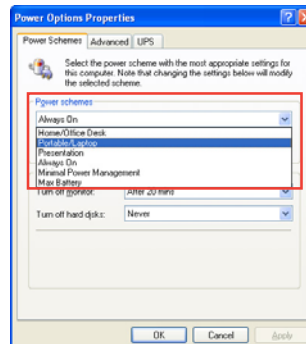 Power Options Properties
Power Schemes Advanced UPS
Select the power scheme with the most appropriate settings for
this computer. Note that changing the settings below will modify
the selected scheme.
Power schemes
Always On
Home/Office Desk
Portable/Laptop
Presentation
Always On
Minimal Power Management
Max Battery
Turn off monitor: After 20 mins
Turn off hard disks: Never
OK Cancel Apply